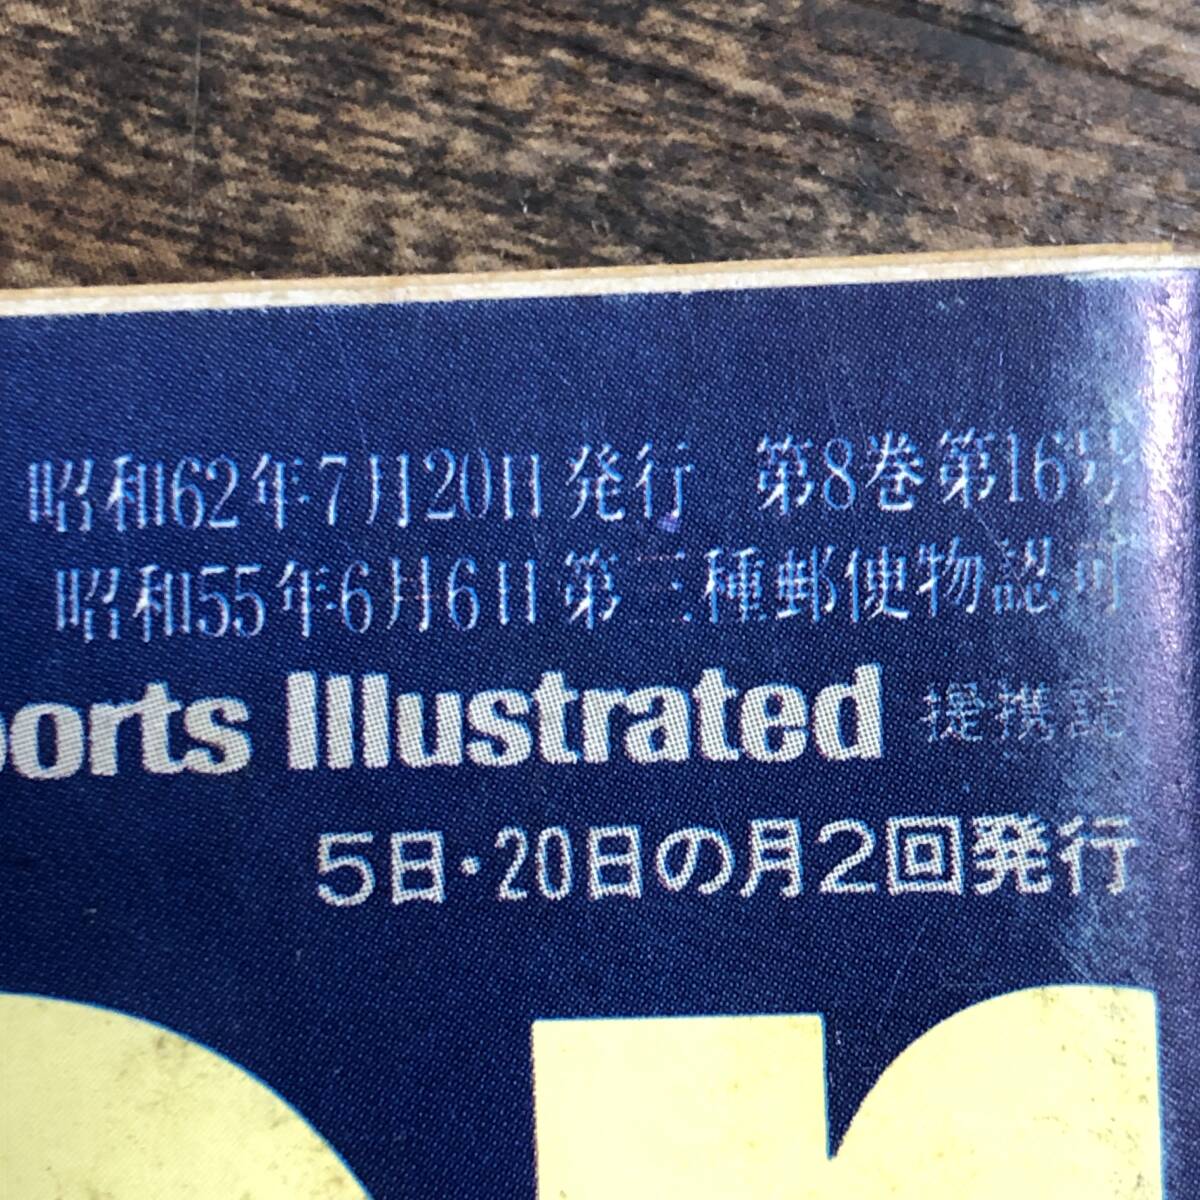 昭和62年7月20日発行 第8巻第16号
昭和55年6月6日第三種郵便物認可
ports Illustrated 提携誌
5日・20日の月2回発行